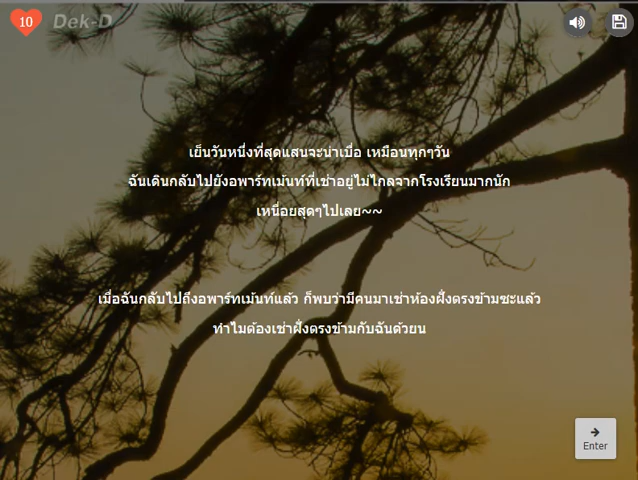 10 Dek-D
เย็นวันหนึ่งที่สุดแสนจะน่าเบื่อ เหมือนทุกๆวัน
ฉันเดินกลับไปยังอพาร์ทเม้นท์ที่เช่าอยู่ไม่ไกลจากโรงเรียนมากนัก
เหนื่อยสุดๆไปเลย~~
เมื่อฉันกลับไปถึงอพาร์ทเม้นท์แล้ว ก็พบว่ามีคนมาเช่าห้องฝั่งตรงข้ามซะแล้ว
ทำไมต้องเช่าฝั่งตรงข้ามกับฉันด้วยน
Enter